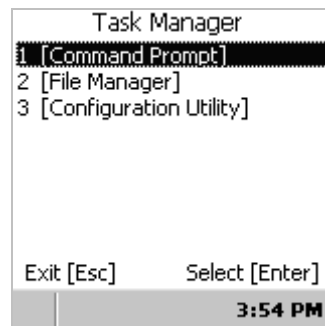 Task Manager
1 [Command Prompt]
2 [File Manager]
3 [Configuration Utility]
Exit [Esc] Select [Enter]
3:54 PM